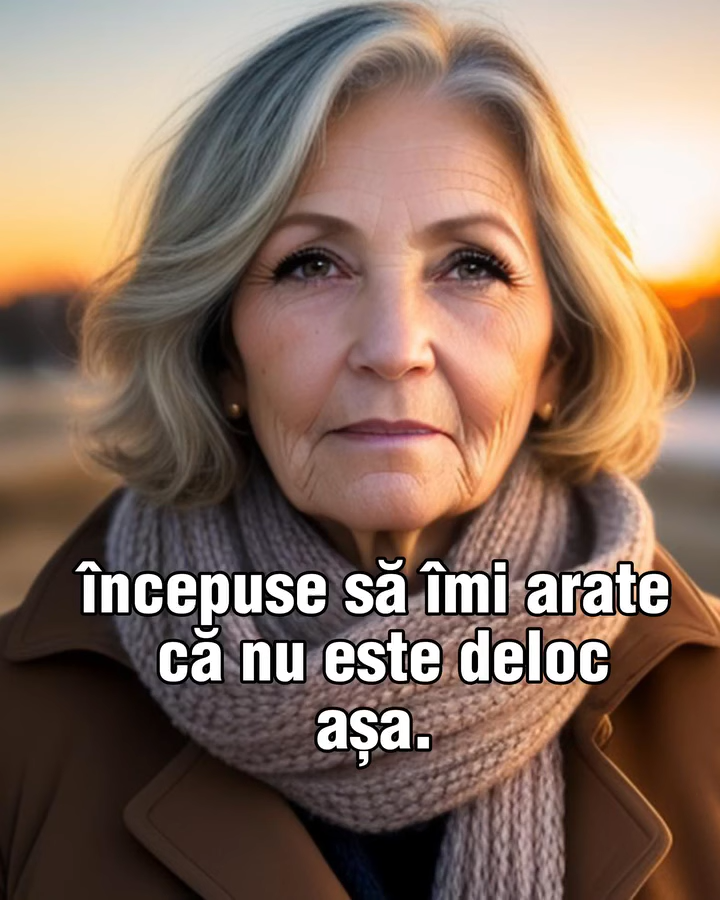 începuse să îmi arate
că nu este deloc
așa.